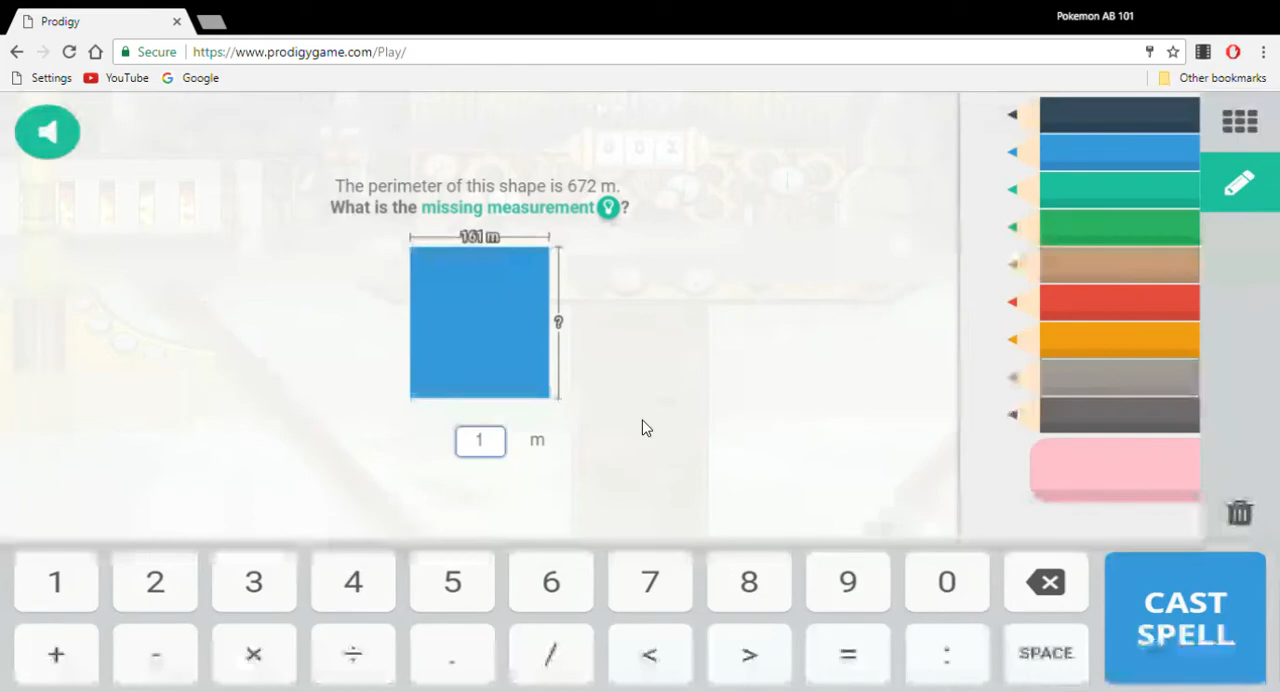 Prodigy
Pokemon AB 101
Secure https://www.prodigygame.com/Play/
Settings YouTube Google Other bookmarks
The perimeter of this shape is 672 m.
What is the missing measurement ?
161 m
?
1 m
1 2 3 4 5 6 7 8 9 0
+ - × ÷ . / < > = : SPACE
CAST
SPELL